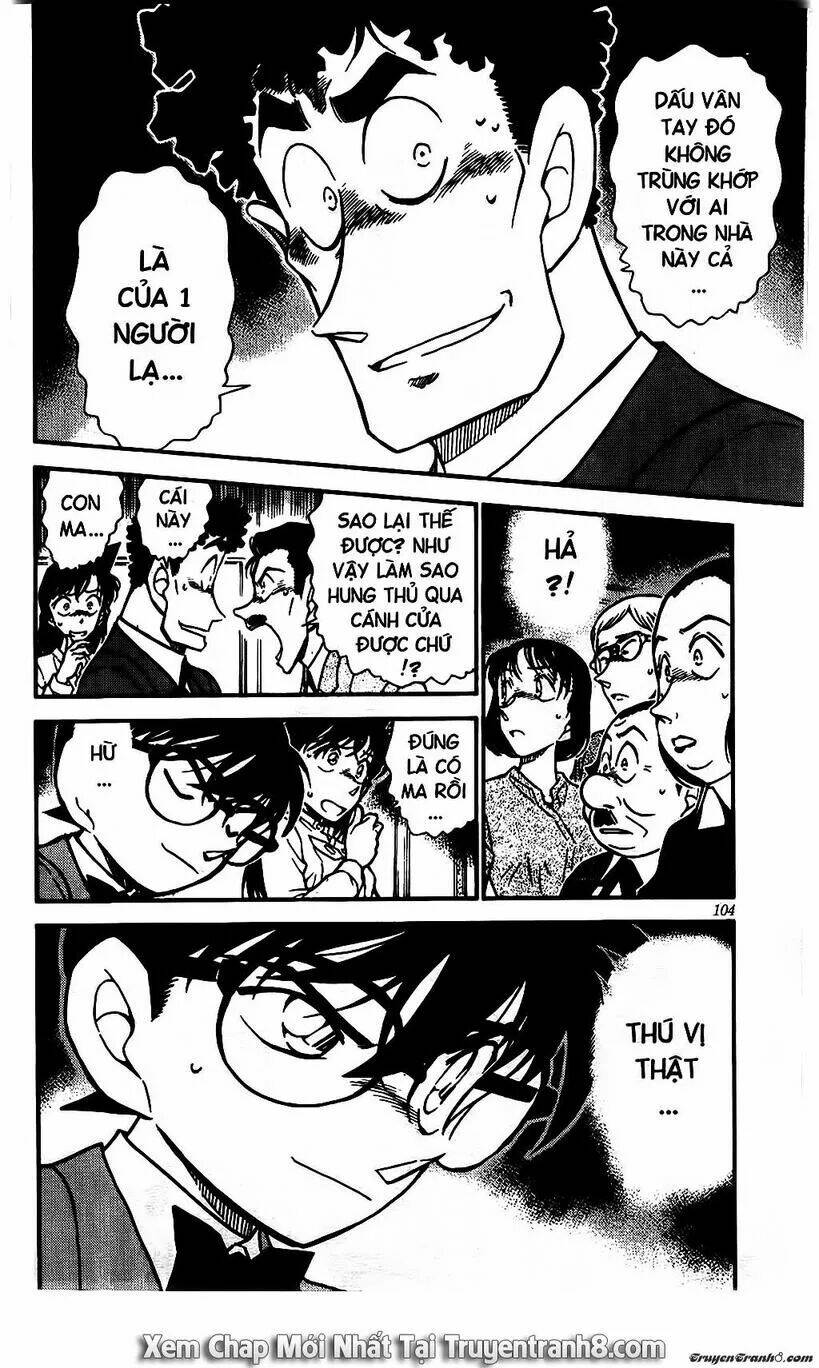 DẤU VÂN
TAY ĐÓ
KHÔNG
TRÙNG KHỚP
VỚI AI
TRONG NHÀ
NÀY CẢ
...
LÀ
CỦA 1
NGƯỜI
LẠ...
CON
MA...
CÁI
NÀY
...
SAO LẠI THẾ
ĐƯỢC? NHƯ
VẬY LÀM SAO
HUNG THỦ QUA
CÁNH CỬA
ĐƯỢC CHỨ
!?
HẢ
?!
HỪ
...
ĐÚNG
LÀ CÓ
MA RỒI
...
104
THÚ VỊ
THẬT
...
Xem Chap Mới Nhất Tại Truyentranh8.com
TruyenTranh8.com